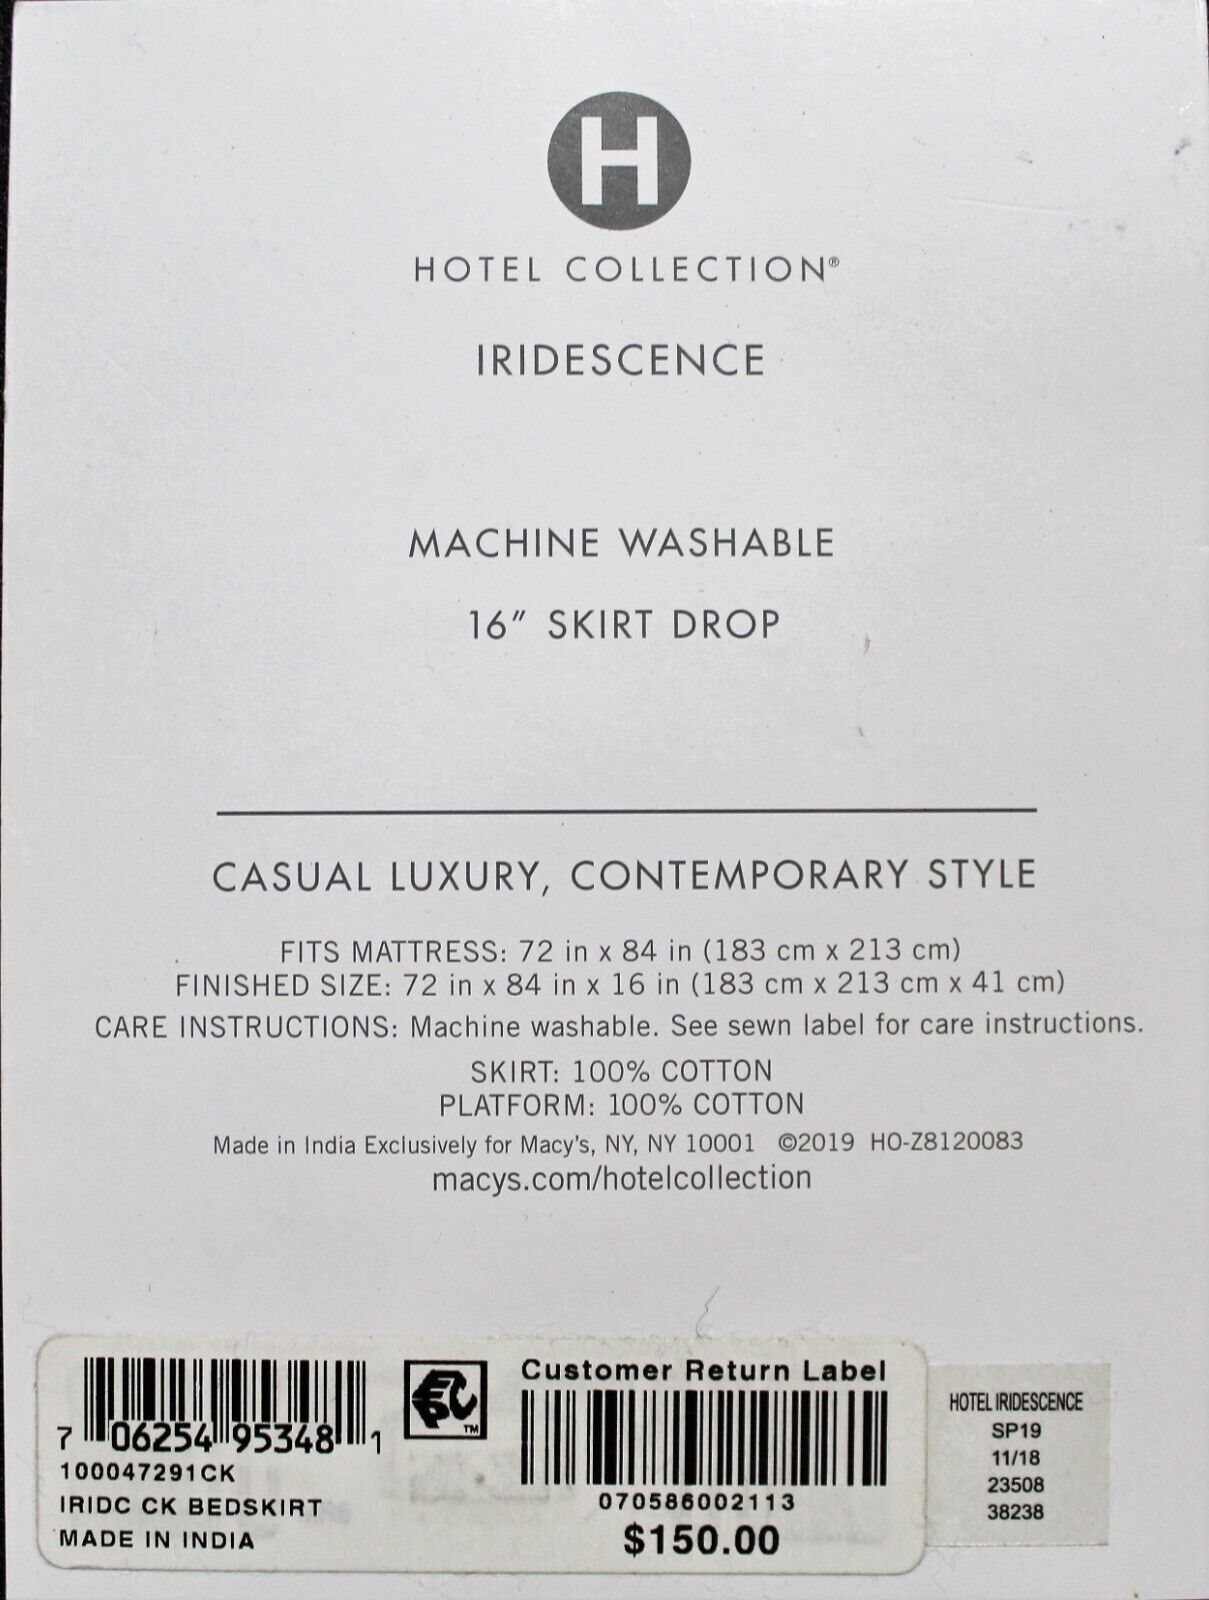 H
HOTEL COLLECTION®
IRIDESCENCE
MACHINE WASHABLE
16" SKIRT DROP
CASUAL LUXURY, CONTEMPORARY STYLE
FITS MATTRESS: 72 in x 84 in (183 cm x 213 cm)
FINISHED SIZE: 72 in x 84 in x 16 in (183 cm x 213 cm x 41 cm)
CARE INSTRUCTIONS: Machine washable. See sewn label for care instructions.
SKIRT: 100% COTTON
PLATFORM: 100% COTTON
Made in India Exclusively for Macy's, NY, NY 10001 ©2019 HO-Z8120083
macys.com/hotelcollection
7 06254 95348 1
100047291CK
IRIDC CK BEDSKIRT
MADE IN INDIA
EPC TM
Customer Return Label
070586002113
$150.00
HOTEL IRIDESCENCE
SP19
11/18
23508
38238